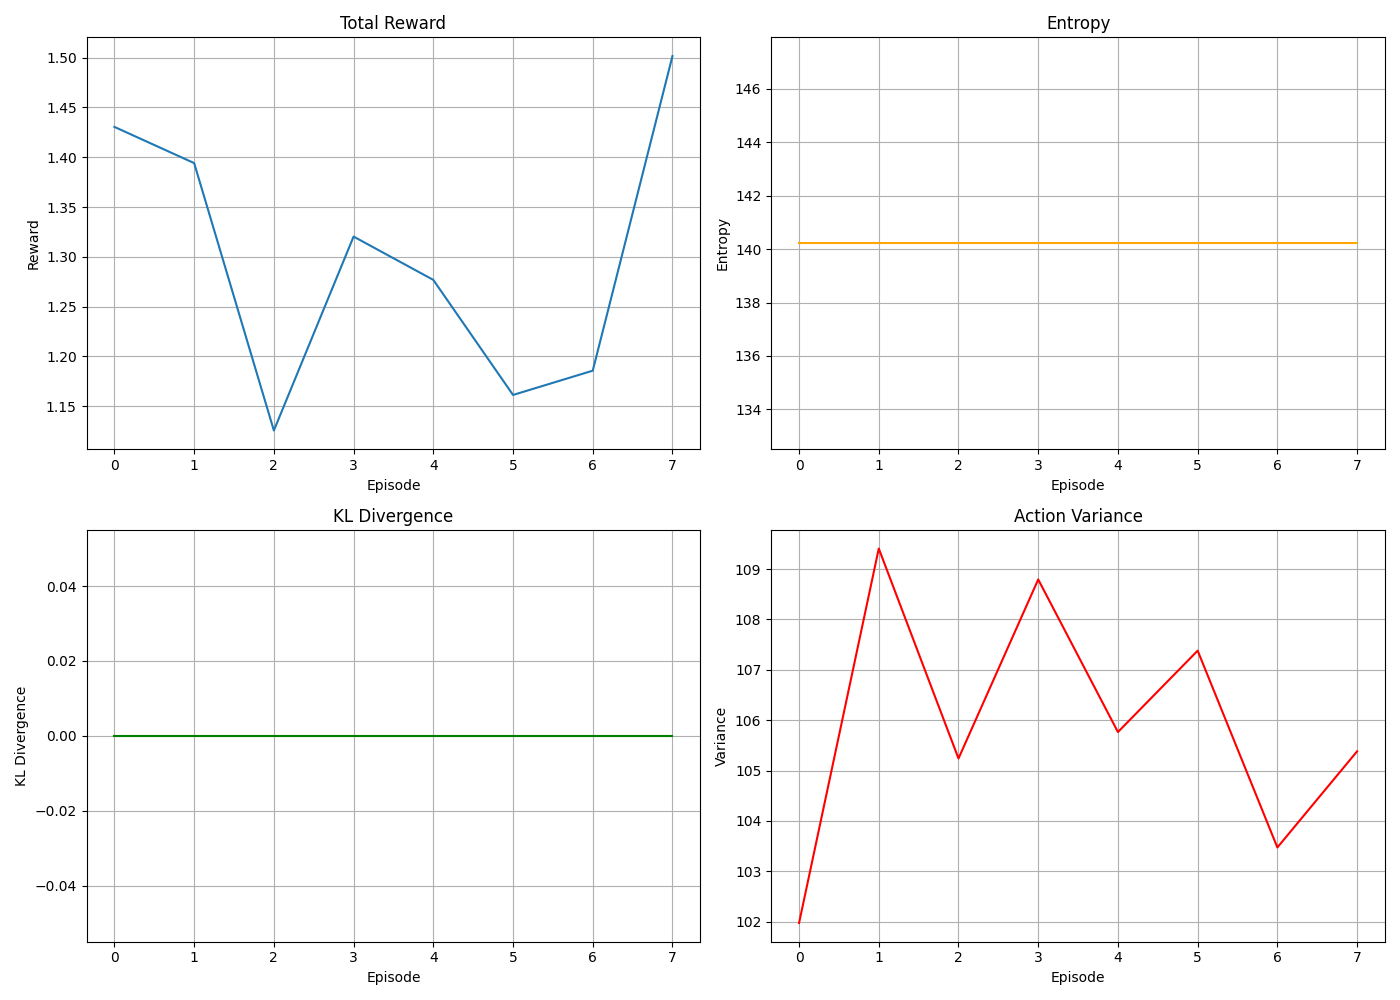 Total Reward
Reward
1.50
1.45
1.40
1.35
1.30
1.25
1.20
1.15
0 1 2 3 4 5 6 7
Episode
Entropy
Entropy
146
144
142
140
138
136
134
0 1 2 3 4 5 6 7
Episode
KL Divergence
KL Divergence
0.04
0.02
0.00
−0.02
−0.04
0 1 2 3 4 5 6 7
Episode
Action Variance
Variance
109
108
107
106
105
104
103
102
0 1 2 3 4 5 6 7
Episode